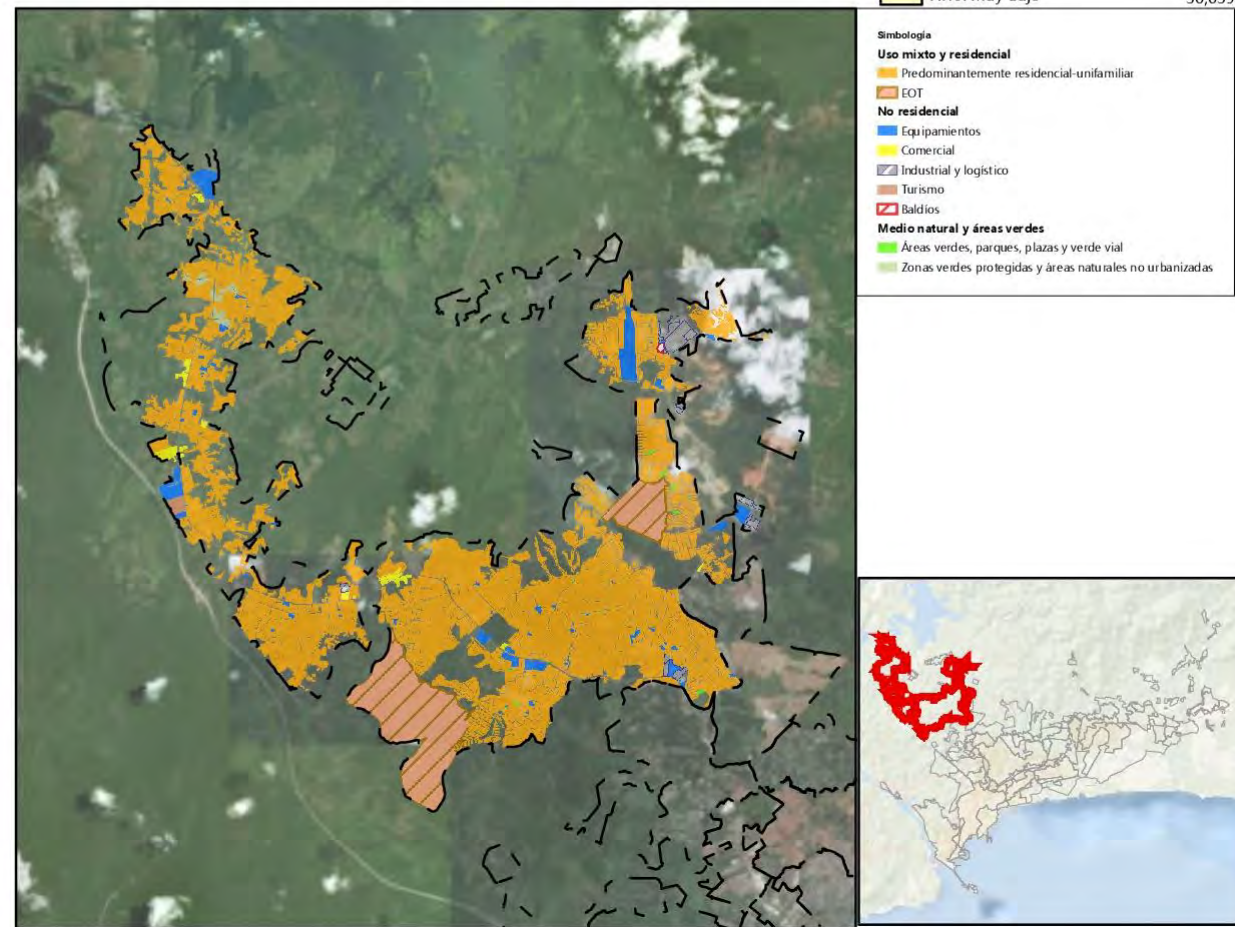 Simbología
Uso mixto y residencial
Predominantemente residencial-unifamiliar
EOT
No residencial
Equipamientos
Comercial
Industrial y logístico
Turismo
Baldíos
Medio natural y áreas verdes
Áreas verdes, parques, plazas y verde vial
Zonas verdes protegidas y áreas naturales no urbanizadas